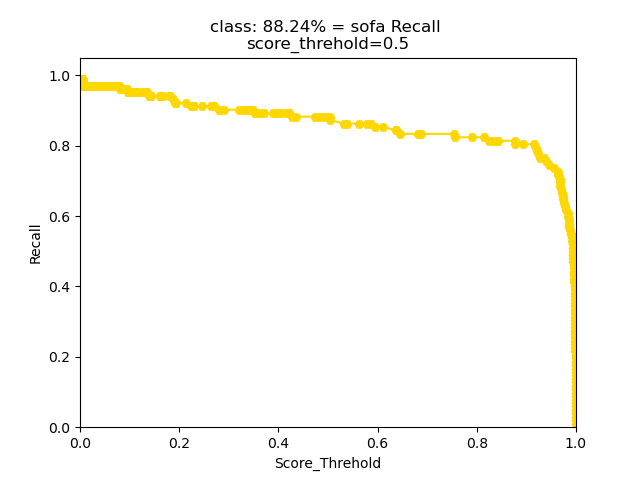 class: 88.24% = sofa Recall
score_threhold=0.5
1.0
0.8
0.6
0.4
0.2
0.0
Recall
0.0 0.2 0.4 0.6 0.8 1.0
Score_Threhold